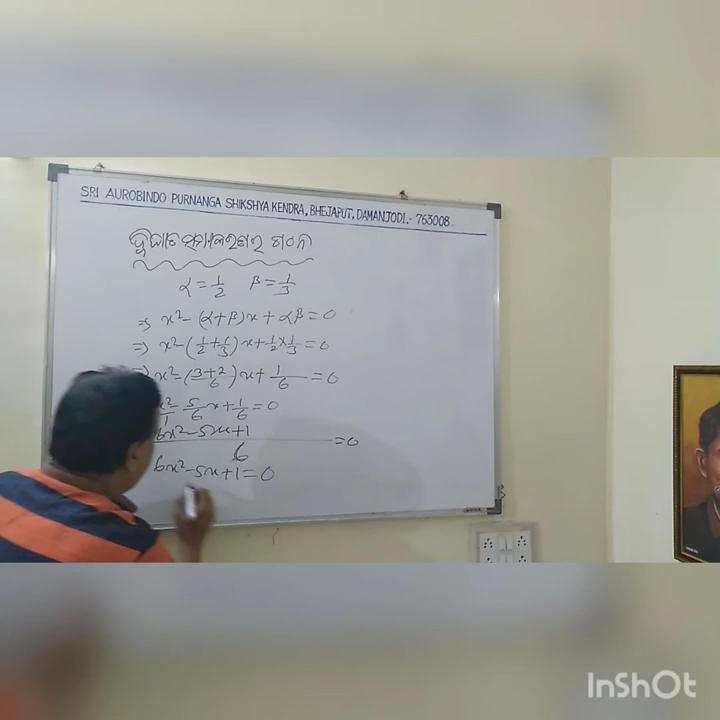 SRI AUROBINDO PURNANGA SHIKSHYA KENDRA, BHEJAPUT, DAMANJODI.- 763008.
ଦ୍ୱିଘାତ ସମୀକରଣର ଗଠନ
α = 1/2 β = 1/3
⇒ x² - (α+β)x + αβ = 0
⇒ x² - (1/2 + 1/3)x + 1/2 × 1/3 = 0
⇒ x² - (3+2/6)x + 1/6 = 0
x²/1 - 5/6 x + 1/6 = 0
6x² - 5x + 1 / 6 = 0
6x² - 5x + 1 = 0
InShOt